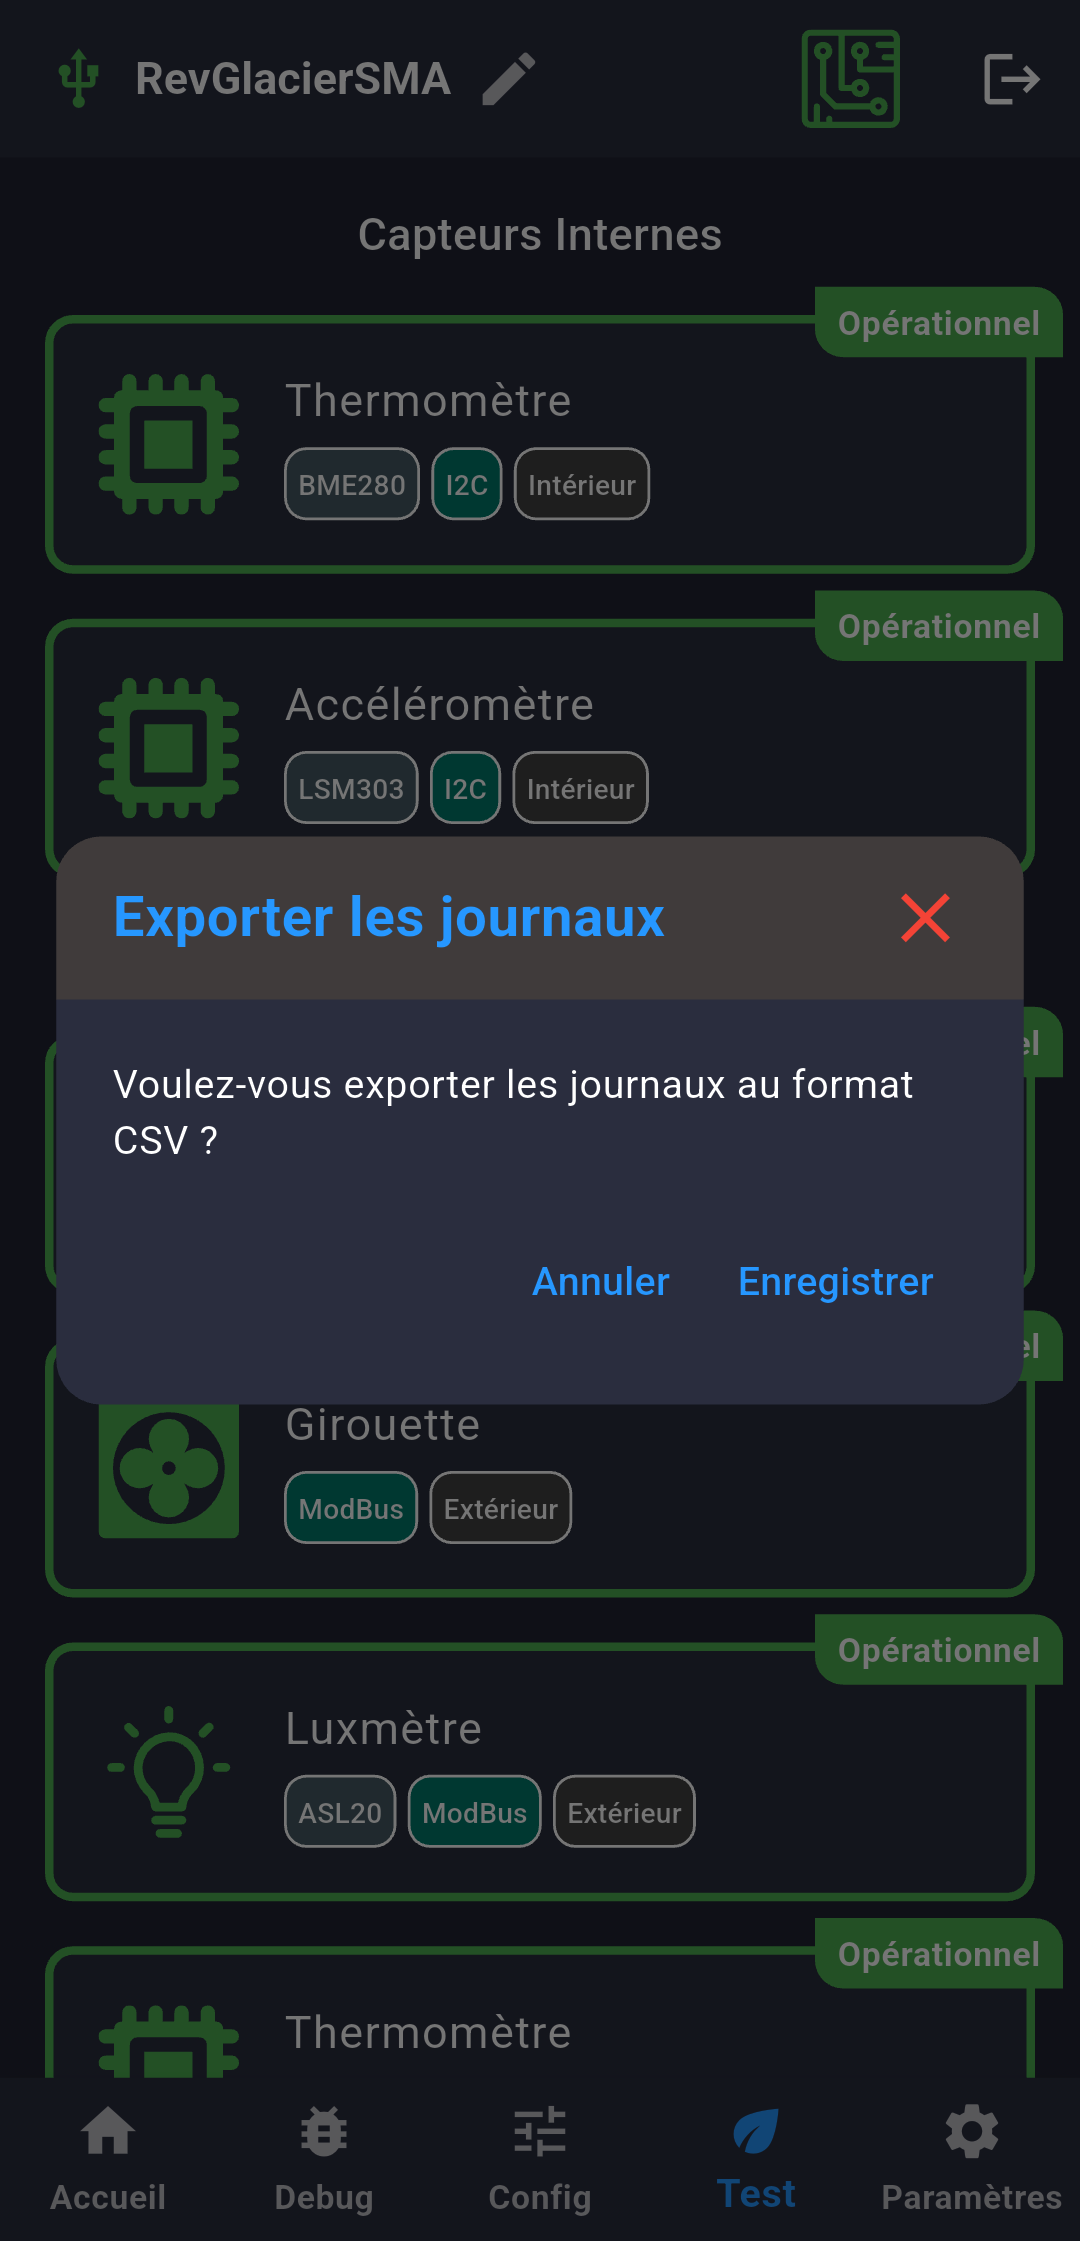 RevGlacierSMA
Capteurs Internes
Opérationnel
Thermomètre
BME280 I2C Intérieur
Opérationnel
Accéléromètre
LSM303 I2C Intérieur
Exporter les journaux
Voulez-vous exporter les journaux au format
CSV ?
Annuler Enregistrer
Girouette
ModBus Extérieur
Opérationnel
Luxmètre
ASL20 ModBus Extérieur
Opérationnel
Thermomètre
Accueil Debug Config Test Paramètres